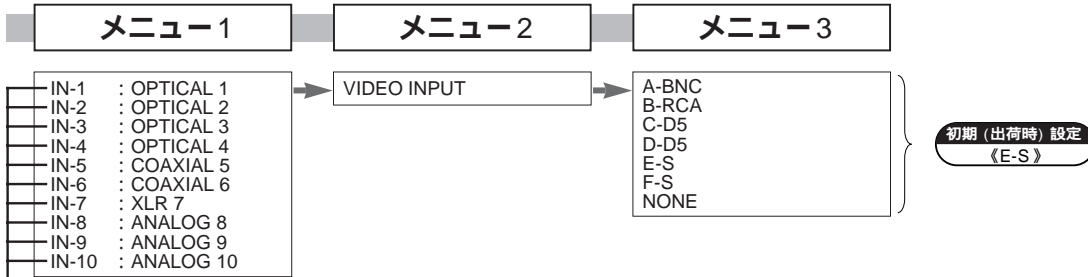 メニュー1
メニュー2
メニュー3
IN-1 : OPTICAL 1
IN-2 : OPTICAL 2
IN-3 : OPTICAL 3
IN-4 : OPTICAL 4
IN-5 : COAXIAL 5
IN-6 : COAXIAL 6
IN-7 : XLR 7
IN-8 : ANALOG 8
IN-9 : ANALOG 9
IN-10 : ANALOG 10
VIDEO INPUT
A-BNC
B-RCA
C-D5
D-D5
E-S
F-S
NONE
初期 (出荷時) 設定
《E-S》